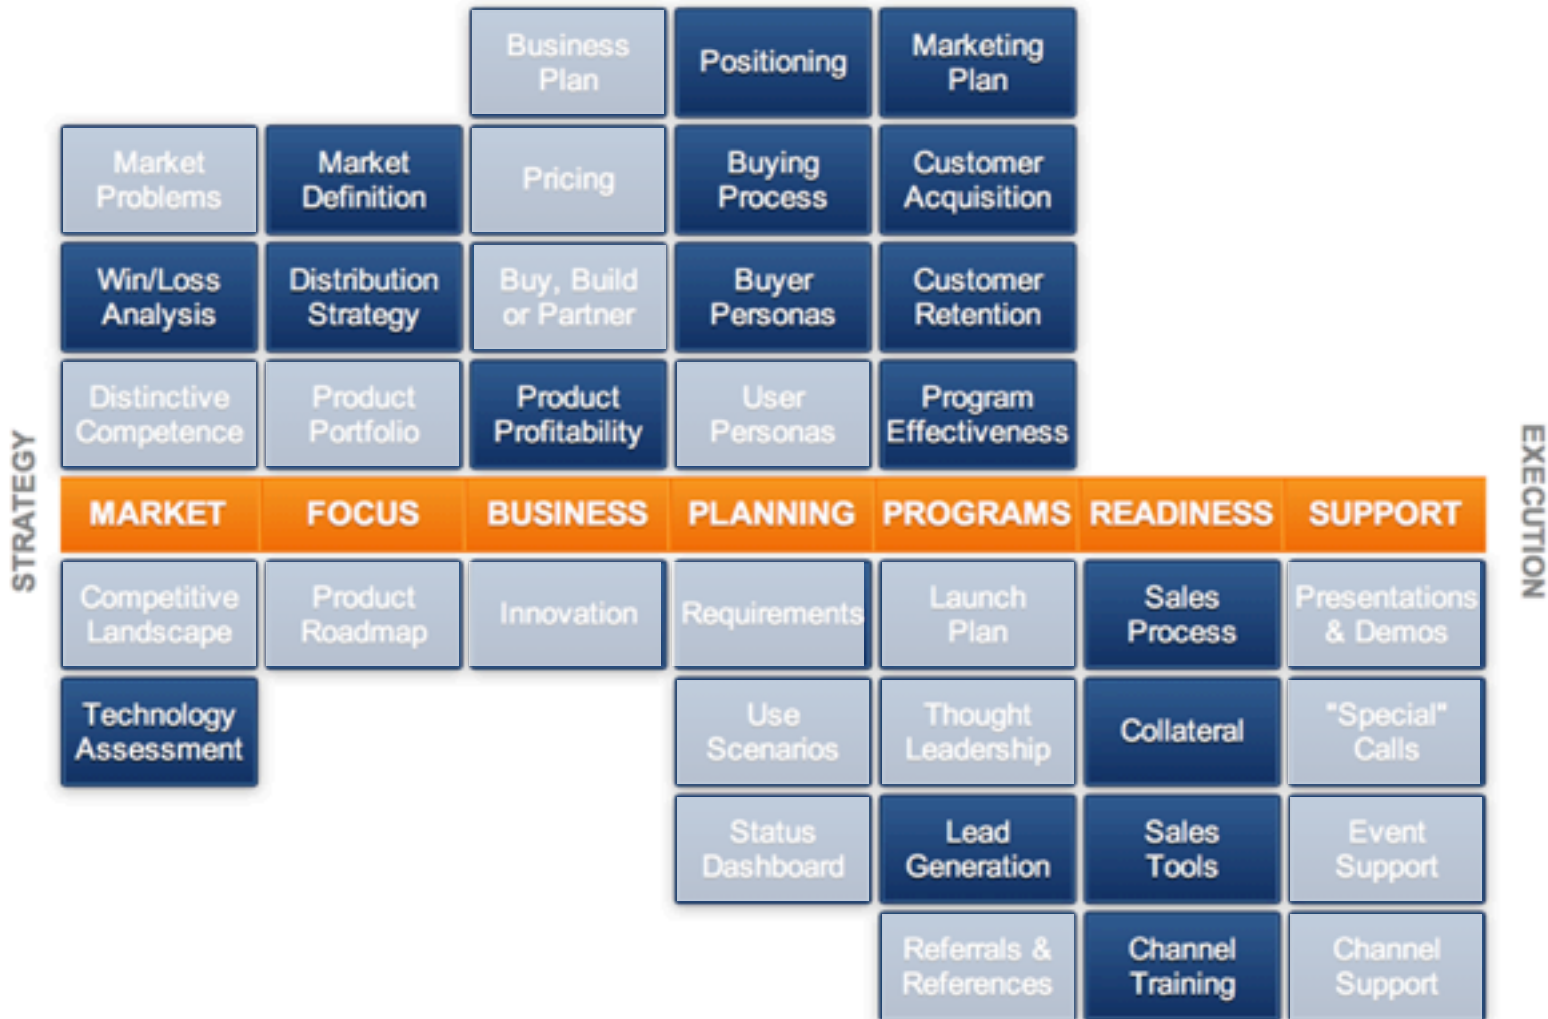 Business
Plan
Positioning
Marketing
Plan
Market
Problems
Market
Definition
Pricing
Buying
Process
Customer
Acquisition
Win/Loss
Analysis
Distribution
Strategy
Buy, Build
or Partner
Buyer
Personas
Customer
Retention
Distinctive
Competence
Product
Portfolio
Product
Profitability
User
Personas
Program
Effectiveness
STRATEGY
MARKET
FOCUS
BUSINESS
PLANNING
PROGRAMS
READINESS
SUPPORT
EXECUTION
Competitive
Landscape
Product
Roadmap
Innovation
Requirements
Launch
Plan
Sales
Process
Presentations
& Demos
Technology
Assessment
Use
Scenarios
Thought
Leadership
Collateral
"Special"
Calls
Status
Dashboard
Lead
Generation
Sales
Tools
Event
Support
Referrals &
References
Channel
Training
Channel
Support